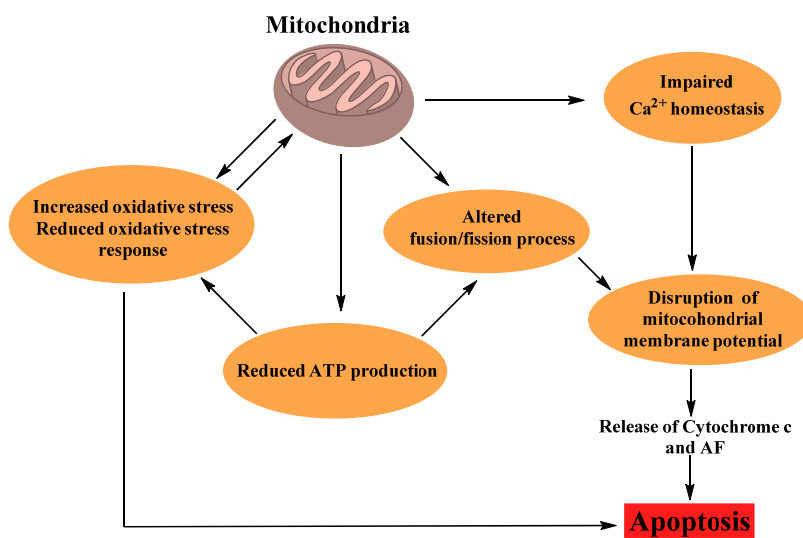 Mitochondria
Impaired
Ca²⁺ homeostasis
Increased oxidative stress
Reduced oxidative stress
response
Altered
fusion/fission process
Disruption of
mitocohondrial
membrane potential
Reduced ATP production
Release of Cytochrome c
and AF
Apoptosis